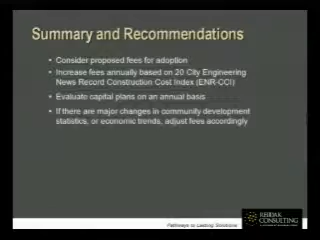 Summary and Recommendations
• Consider proposed fees for adoption
• Increase fees annually based on 20 City Engineering
News Record Construction Cost Index (ENR-CCI)
• Evaluate capital plans on an annual basis
• If there are major changes in community development
statistics, or economic trends, adjust fees accordingly
Pathways to Lasting Solutions
CONSULTING